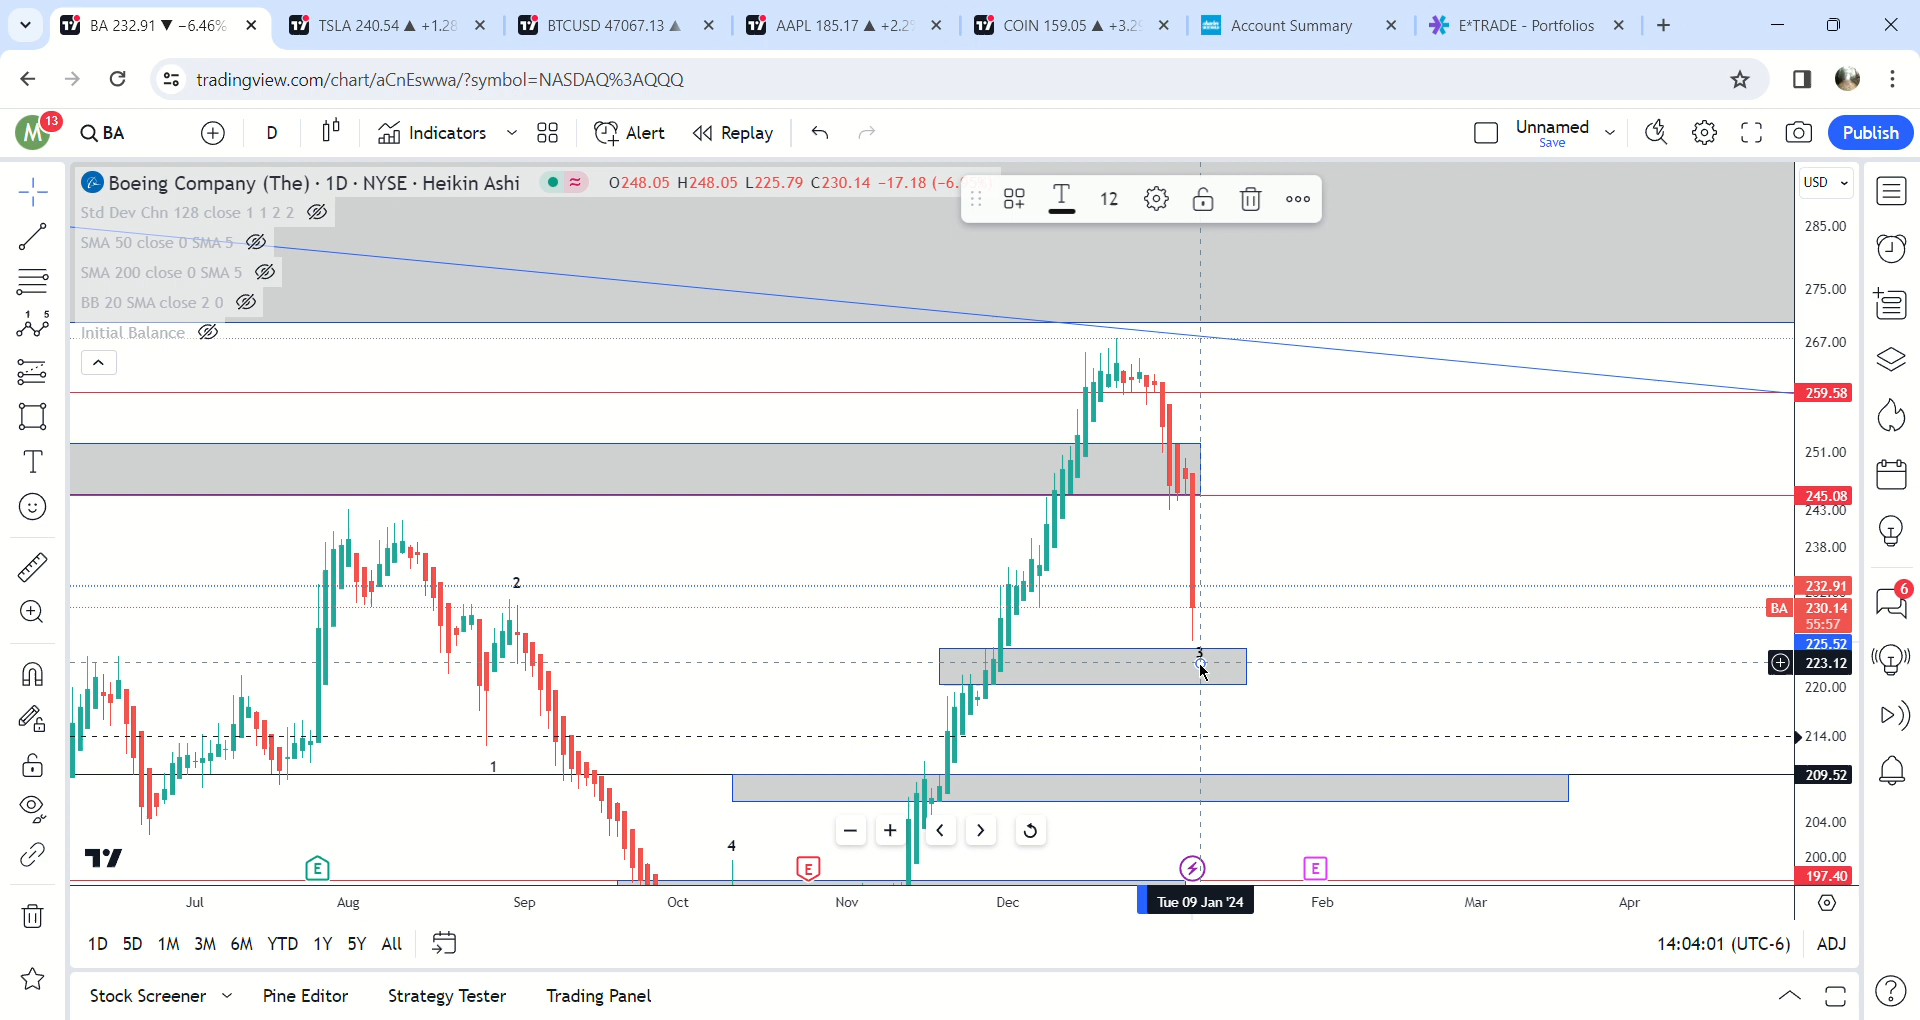 BA 232.91 ▼ −6.46%
TSLA 240.54 ▲ +1.28
BTCUSD 47067.13 ▲
AAPL 185.17 ▲ +2.2
COIN 159.05 ▲ +3.2
Account Summary
E*TRADE - Portfolios
tradingview.com/chart/aCnEswwa/?symbol=NASDAQ%3AQQQ
M 13
BA
D
Indicators
Alert
Replay
Unnamed
Save
Publish
Boeing Company (The) · 1D · NYSE · Heikin Ashi
O248.05 H248.05 L225.79 C230.14 −17.18 (−6.
Std Dev Chn 128 close 1 1 2 2
SMA 50 close 0 SMA 5
SMA 200 close 0 SMA 5
BB 20 SMA close 2 0
Initial Balance
T 12
USD
285.00
275.00
267.00
259.58
251.00
245.08
243.00
238.00
232.91
BA 230.14
55:57
225.52
223.12
220.00
214.00
209.52
204.00
200.00
197.40
2
3
1
4
E
E
E
Jul
Aug
Sep
Oct
Nov
Dec
Tue 09 Jan '24
Feb
Mar
Apr
1D 5D 1M 3M 6M YTD 1Y 5Y All
14:04:01 (UTC-6)
ADJ
Stock Screener
Pine Editor
Strategy Tester
Trading Panel
6